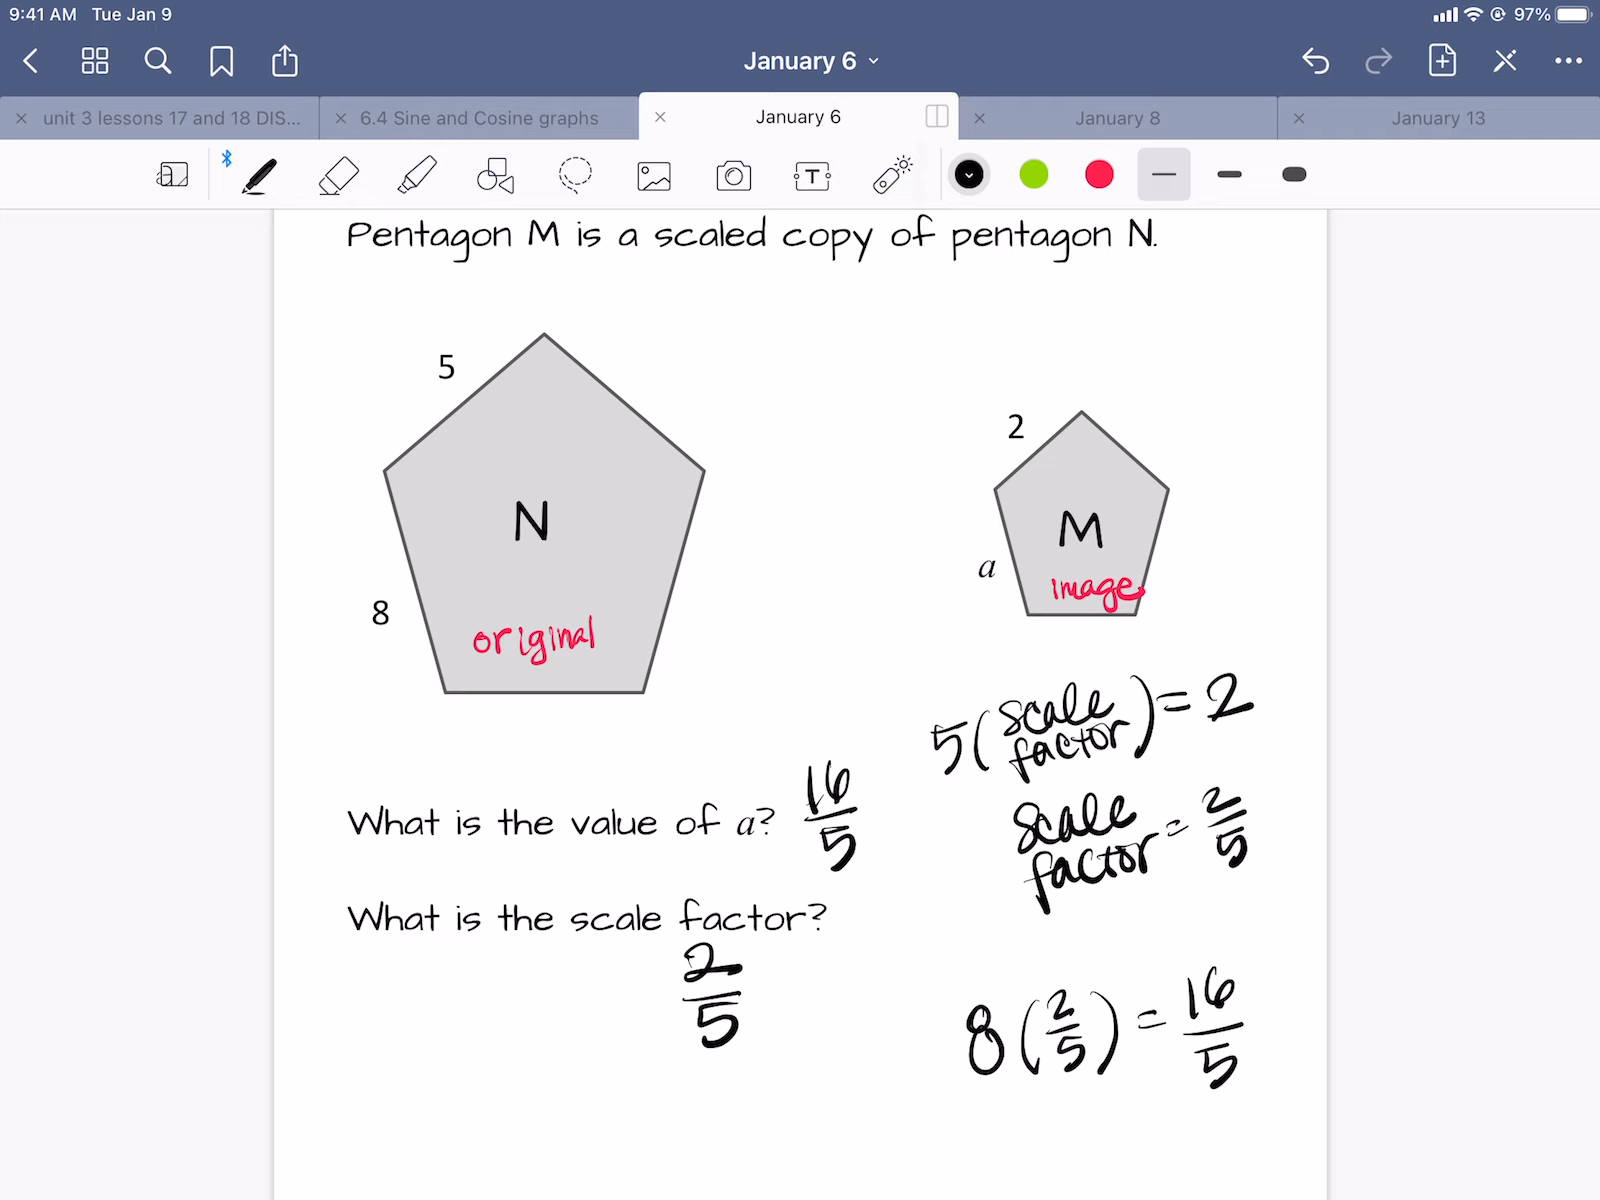 9:41 AM Tue Jan 9
97%
January 6
unit 3 lessons 17 and 18 DIS...
6.4 Sine and Cosine graphs
January 6
January 8
January 13
T
Pentagon M is a scaled copy of pentagon N.
5
N
8
original
2
M
a
image
5(scale factor) = 2
scale factor = 2/5
What is the value of a? 16/5
What is the scale factor?
2/5
8(2/5) = 16/5